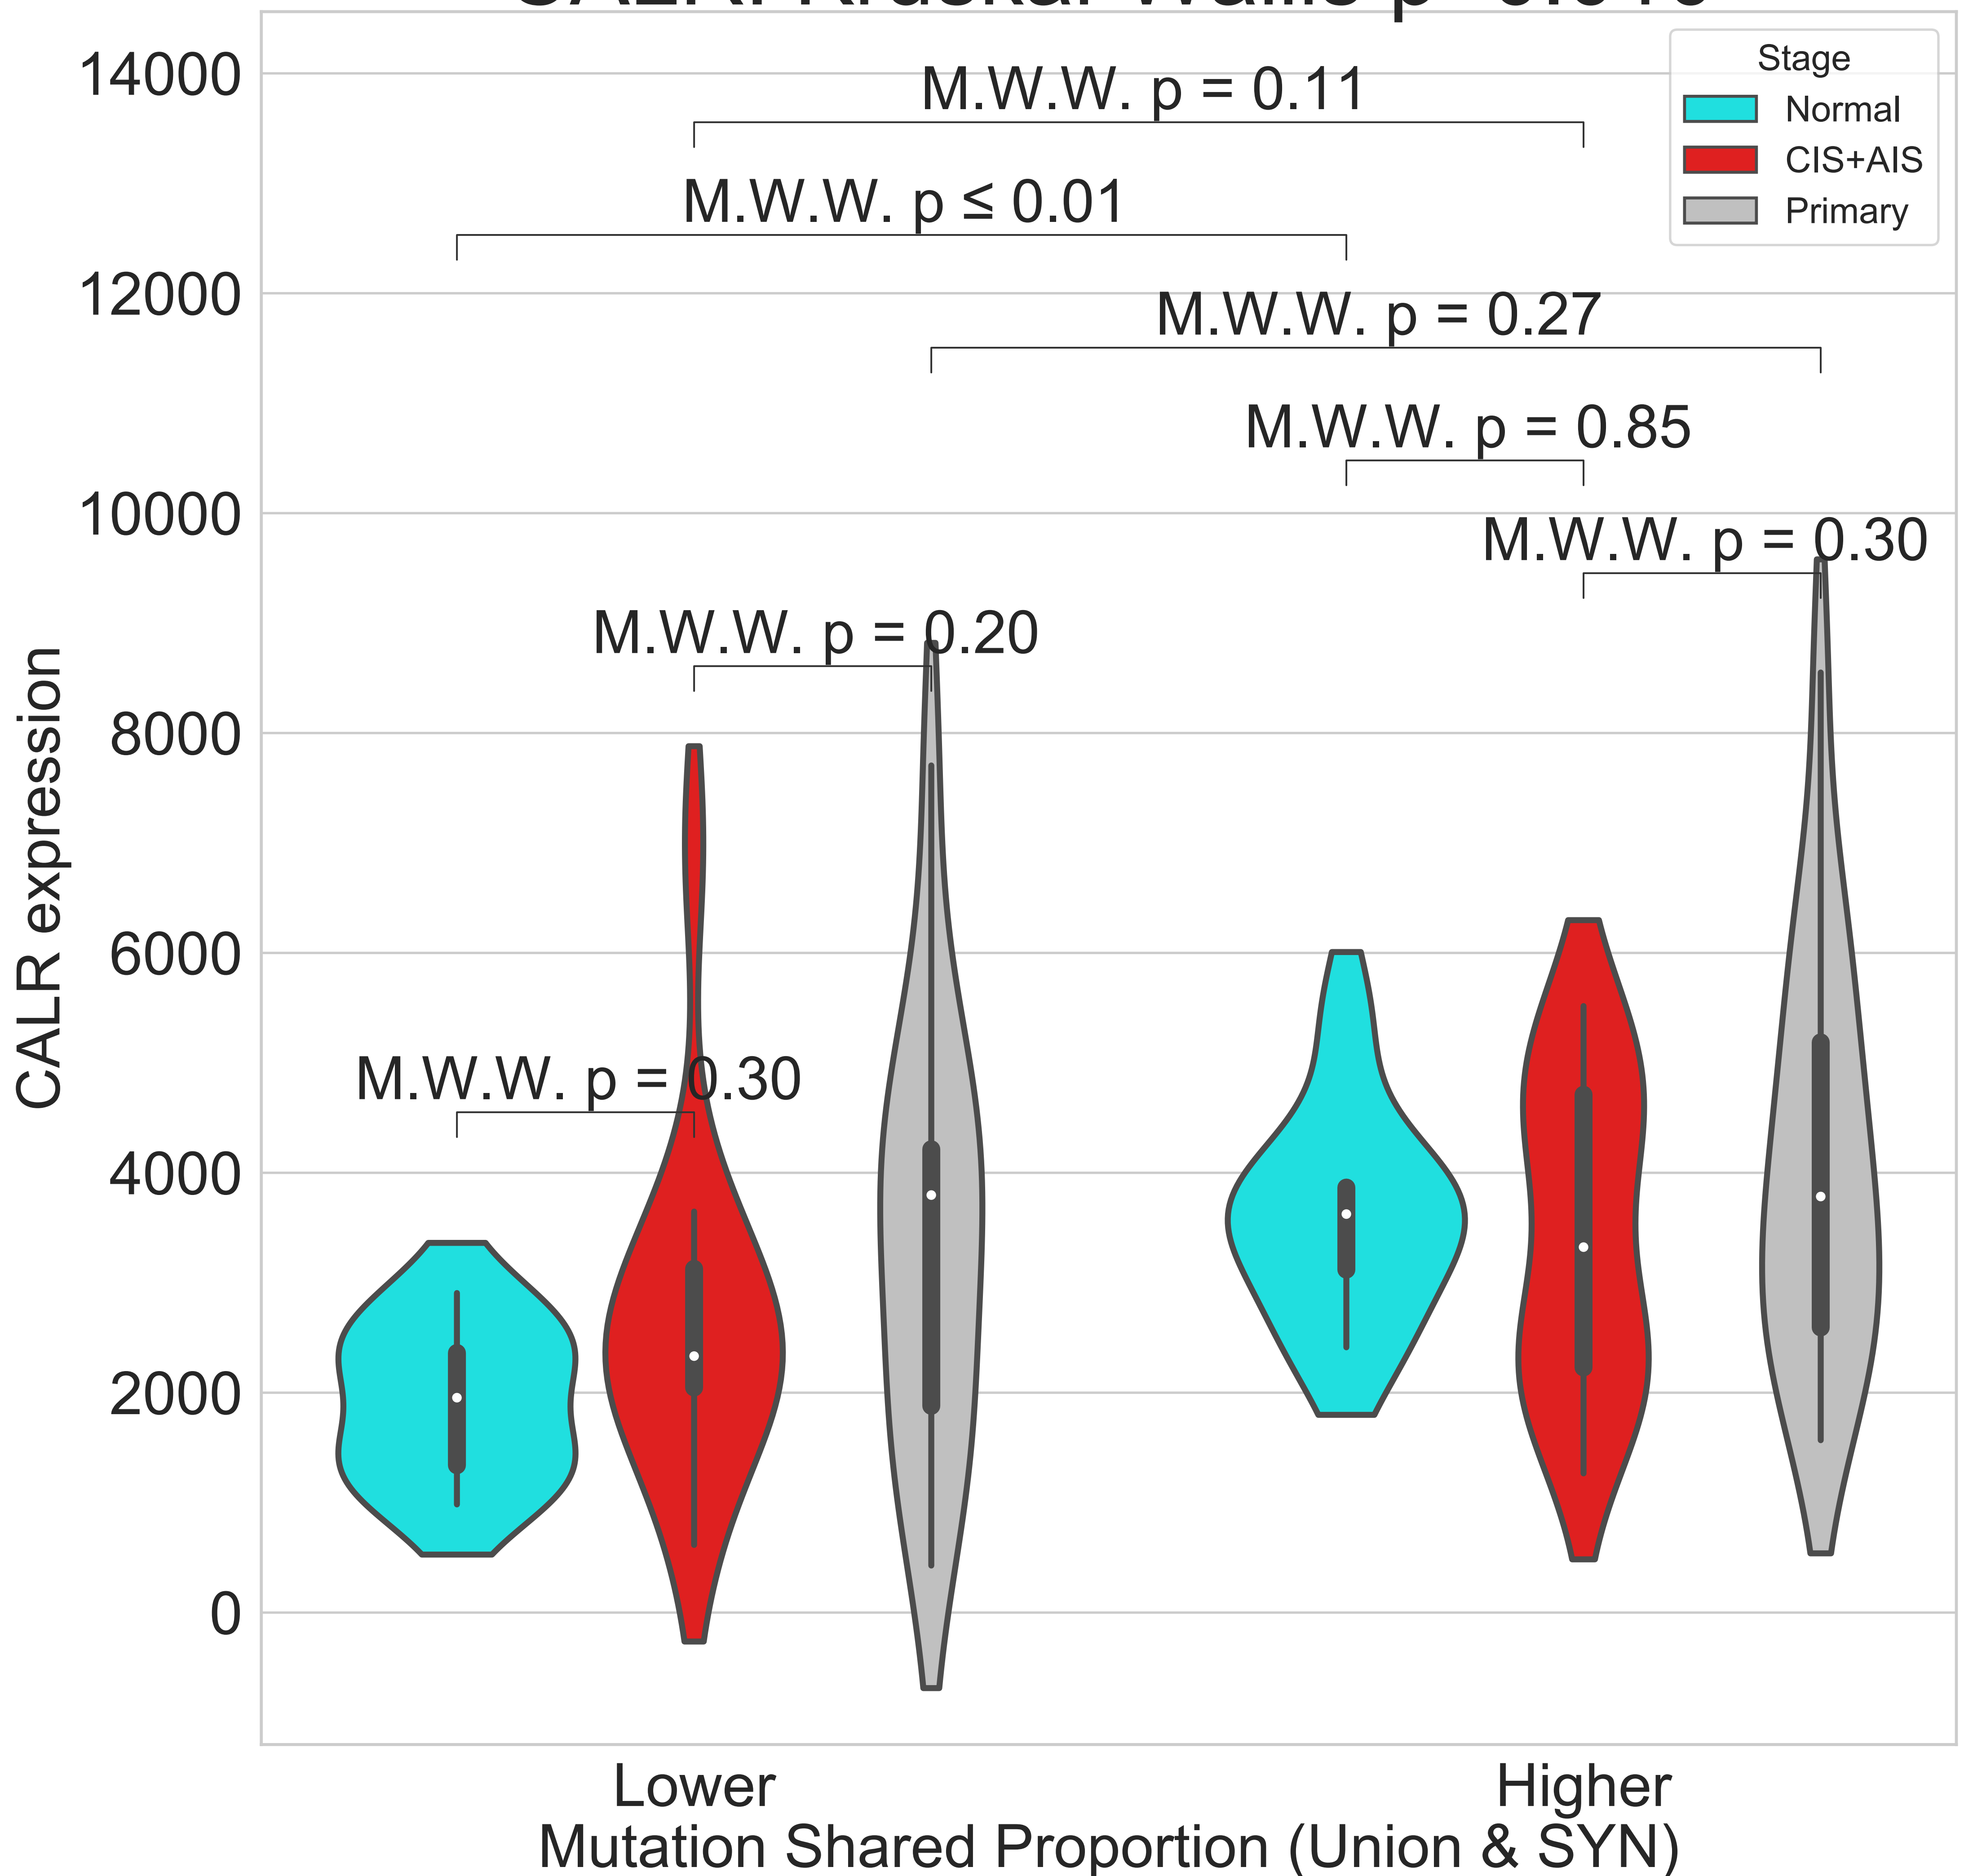 Stage
Normal
CIS+AIS
Primary
M.W.W. p = 0.11
M.W.W. p ≤ 0.01
M.W.W. p = 0.27
M.W.W. p = 0.85
M.W.W. p = 0.30
M.W.W. p = 0.20
M.W.W. p = 0.30
14000
12000
10000
8000
6000
4000
2000
0
CALR expression
Lower
Higher
Mutation Shared Proportion (Union & SYN)